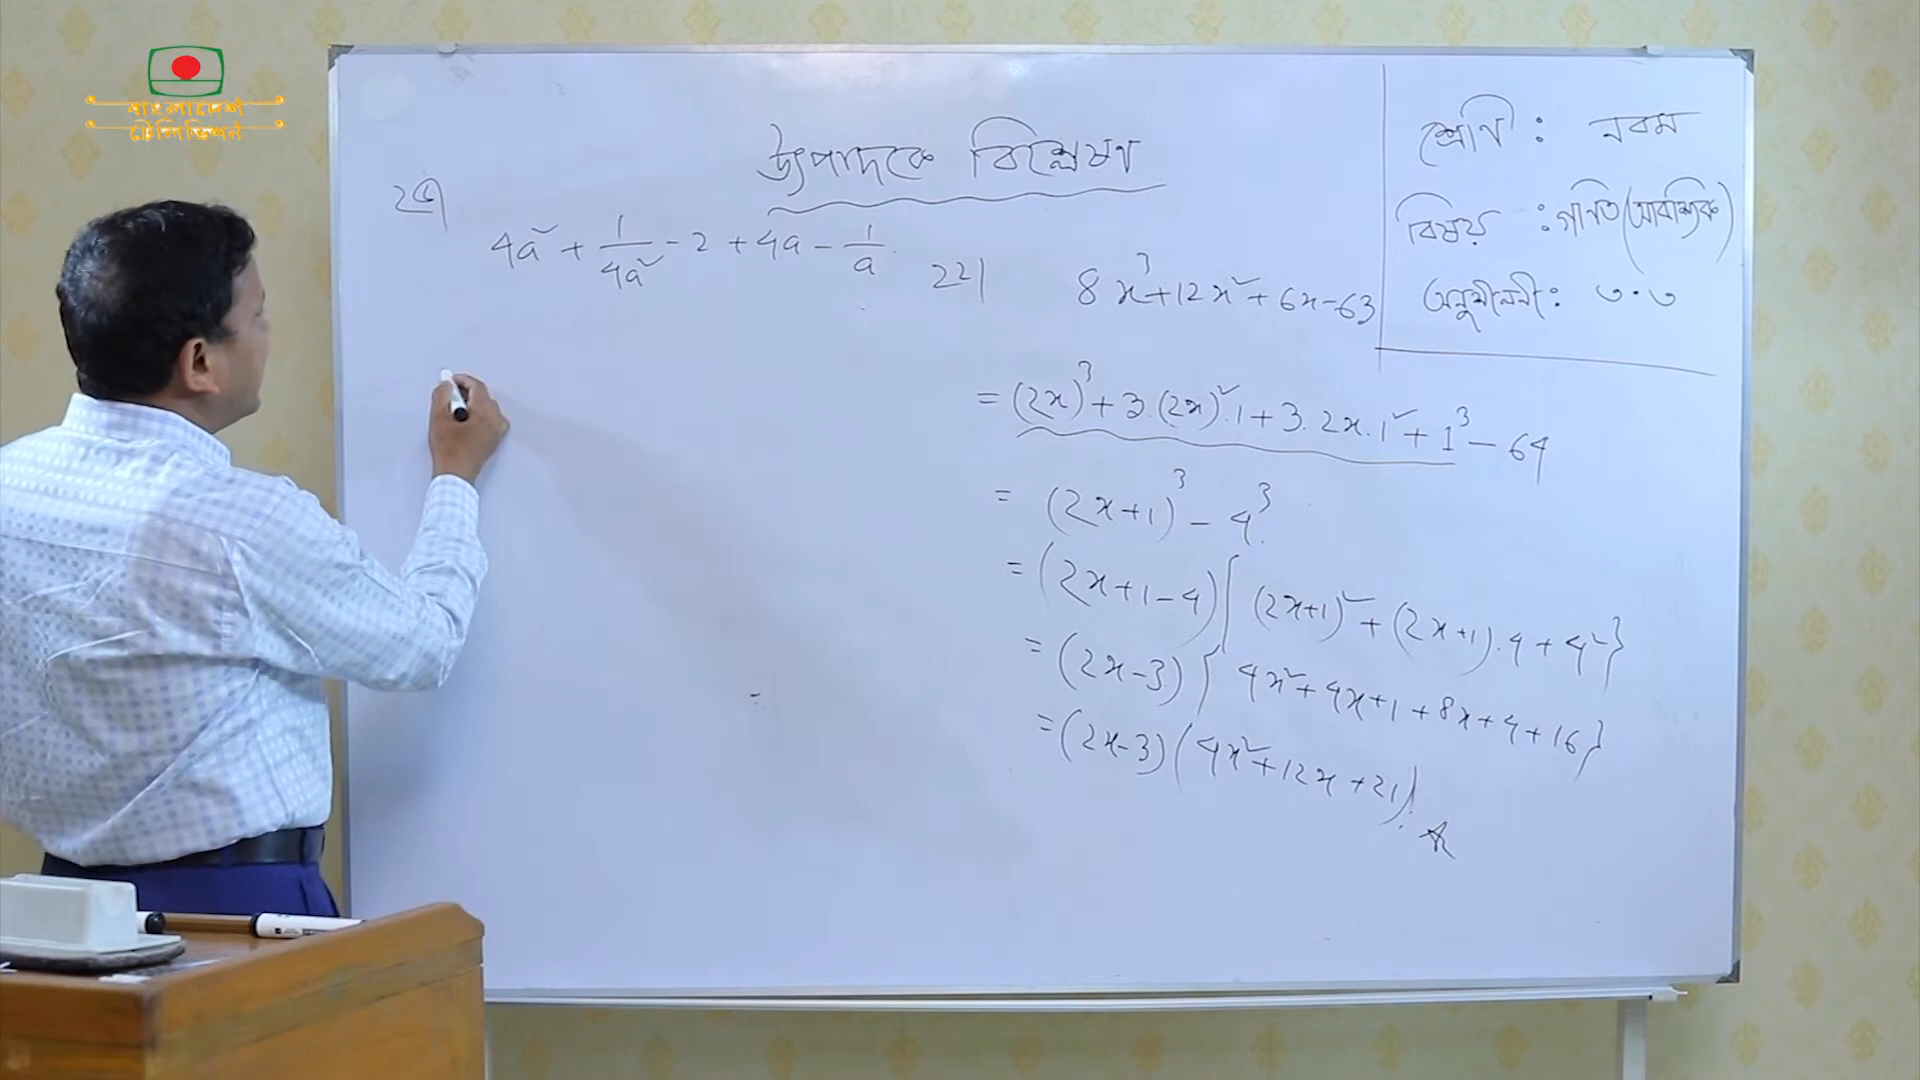 বাংলাদেশ
টেলিভিশন
উৎপাদকে বিশ্লেষণ
শ্রেণি : নবম
বিষয় : গণিত (আবশ্যিক)
অনুশীলনী : ৩.৩
4a² + 1/4a² - 2 + 4a - 1/a.
22| 8x³ + 12x² + 6x - 63
= (2x)³ + 3.(2x)².1 + 3.2x.1² + 1³ - 64
= (2x+1)³ - 4³.
= (2x+1-4) { (2x+1)² + (2x+1).4 + 4² }
= (2x-3) { 4x² + 4x + 1 + 8x + 4 + 16 }
= (2x-3) (4x² + 12x + 21).